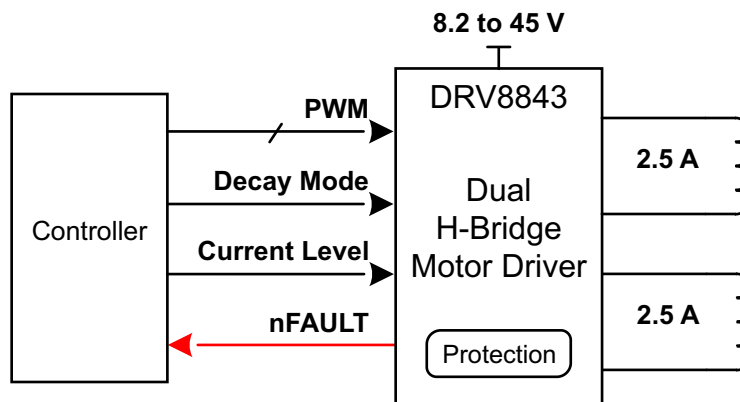 8.2 to 45 V
DRV8843
PWM
Decay Mode
Current Level
nFAULT
Controller
Dual
H-Bridge
Motor Driver
Protection
2.5 A
2.5 A